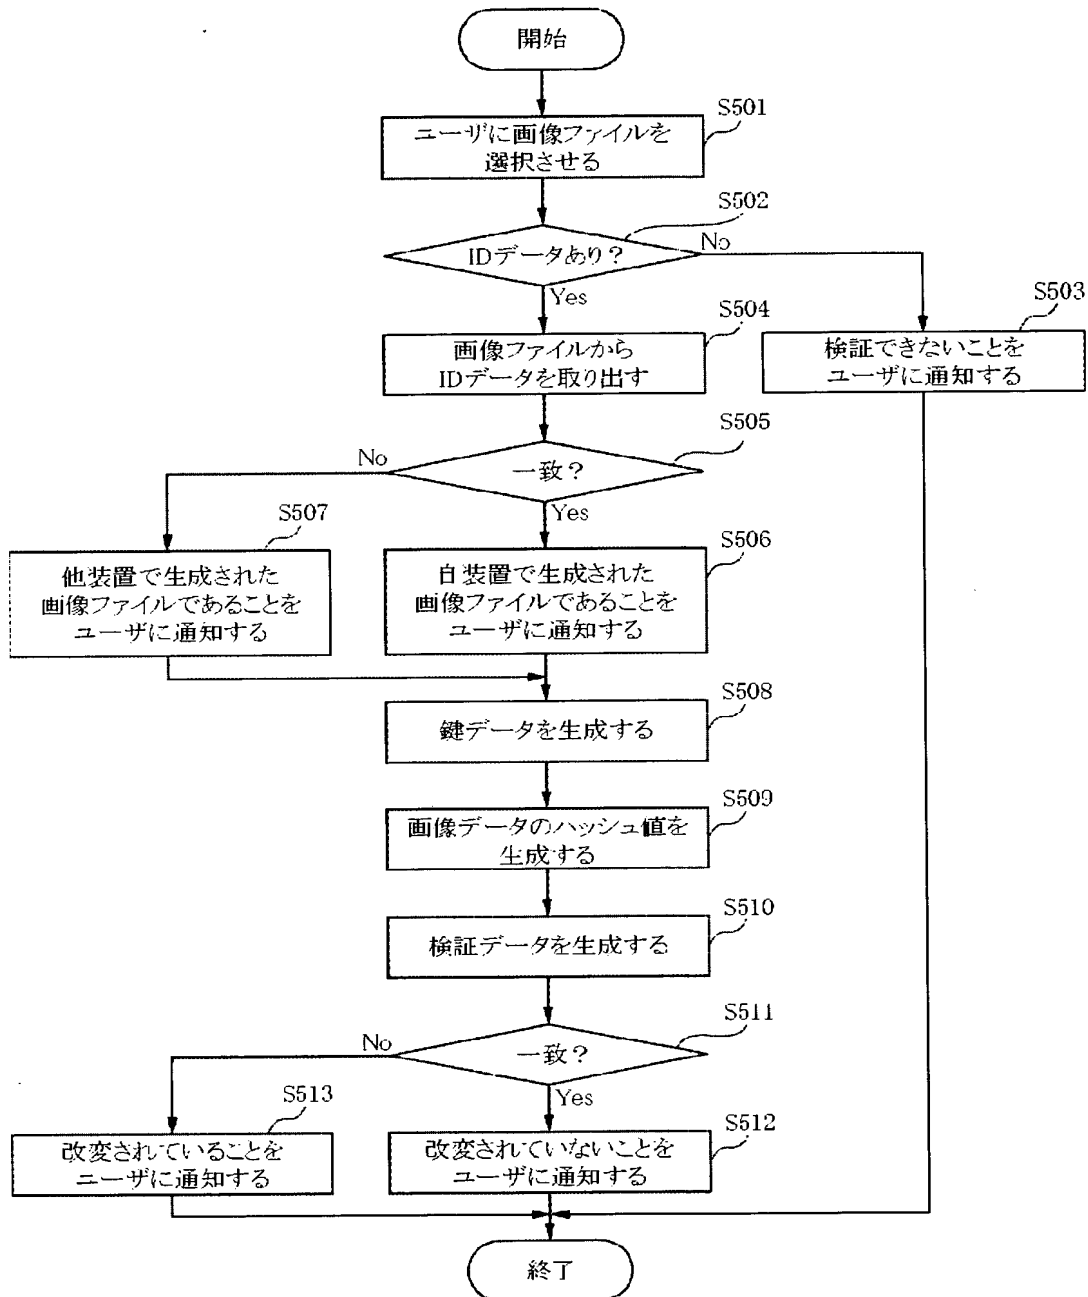 開始
S501
ユーザに画像ファイルを
選択させる
S502
IDデータあり?
No
Yes
S503
検証できないことを
ユーザに通知する
S504
画像ファイルから
IDデータを取り出す
S505
一致?
No
Yes
S507
他装置で生成された
画像ファイルであることを
ユーザに通知する
S506
自装置で生成された
画像ファイルであることを
ユーザに通知する
S508
鍵データを生成する
S509
画像データのハッシュ値を
生成する
S510
検証データを生成する
S511
一致?
No
Yes
S513
改変されていることを
ユーザに通知する
S512
改変されていないことを
ユーザに通知する
終了